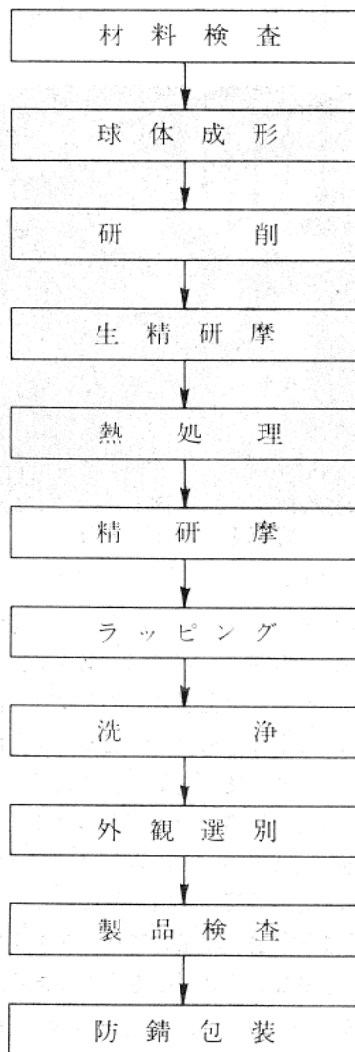 材料検査
球体成形
研削
生精研摩
熱処理
精研摩
ラッピング
洗浄
外観選別
製品検査
防錆包装